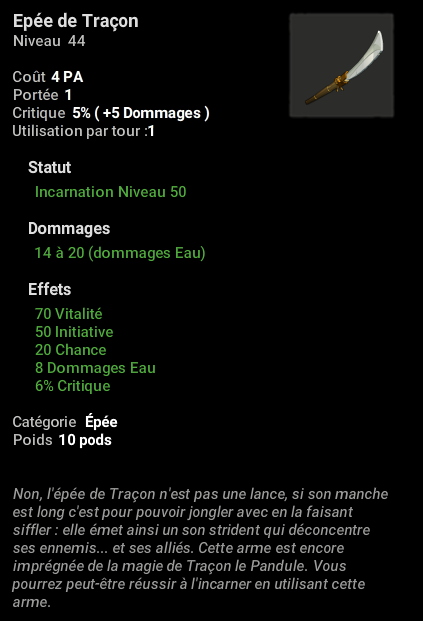 Epée de Traçon
Niveau 44
Coût 4 PA
Portée 1
Critique 5% ( +5 Dommages )
Utilisation par tour :1
Statut
Incarnation Niveau 50
Dommages
14 à 20 (dommages Eau)
Effets
70 Vitalité
50 Initiative
20 Chance
8 Dommages Eau
6% Critique
Catégorie Épée
Poids 10 pods
Non, l'épée de Traçon n'est pas une lance, si son manche
est long c'est pour pouvoir jongler avec en la faisant
siffler : elle émet ainsi un son strident qui déconcentre
ses ennemis... et ses alliés. Cette arme est encore
imprégnée de la magie de Traçon le Pandule. Vous
pourrez peut-être réussir à l'incarner en utilisant cette
arme.